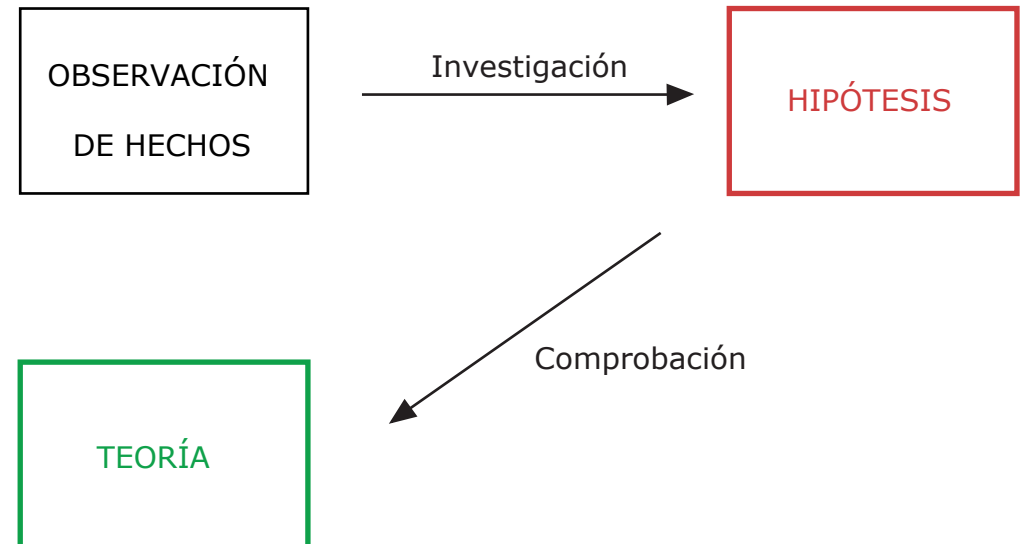 OBSERVACIÓN
DE HECHOS
Investigación
HIPÓTESIS
Comprobación
TEORÍA